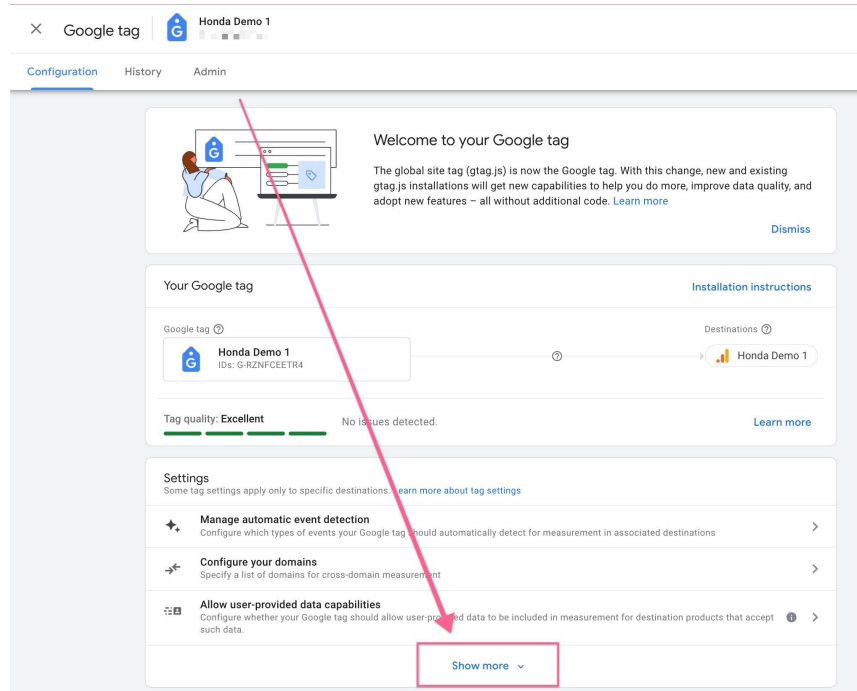 Google tag
Honda Demo 1
Configuration
History
Admin
Welcome to your Google tag
The global site tag (gtag.js) is now the Google tag. With this change, new and existing
gtag.js installations will get new capabilities to help you do more, improve data quality, and
adopt new features – all without additional code. Learn more
Dismiss
Your Google tag
Installation instructions
Google tag
Destinations
Honda Demo 1
IDs: G-RZNFCEETR4
Honda Demo 1
Tag quality: Excellent
No issues detected.
Learn more
Settings
Some tag settings apply only to specific destinations. Learn more about tag settings
Manage automatic event detection
Configure which types of events your Google tag should automatically detect for measurement in associated destinations
Configure your domains
Specify a list of domains for cross-domain measurement
Allow user-provided data capabilities
Configure whether your Google tag should allow user-provided data to be included in measurement for destination products that accept
such data.
Show more